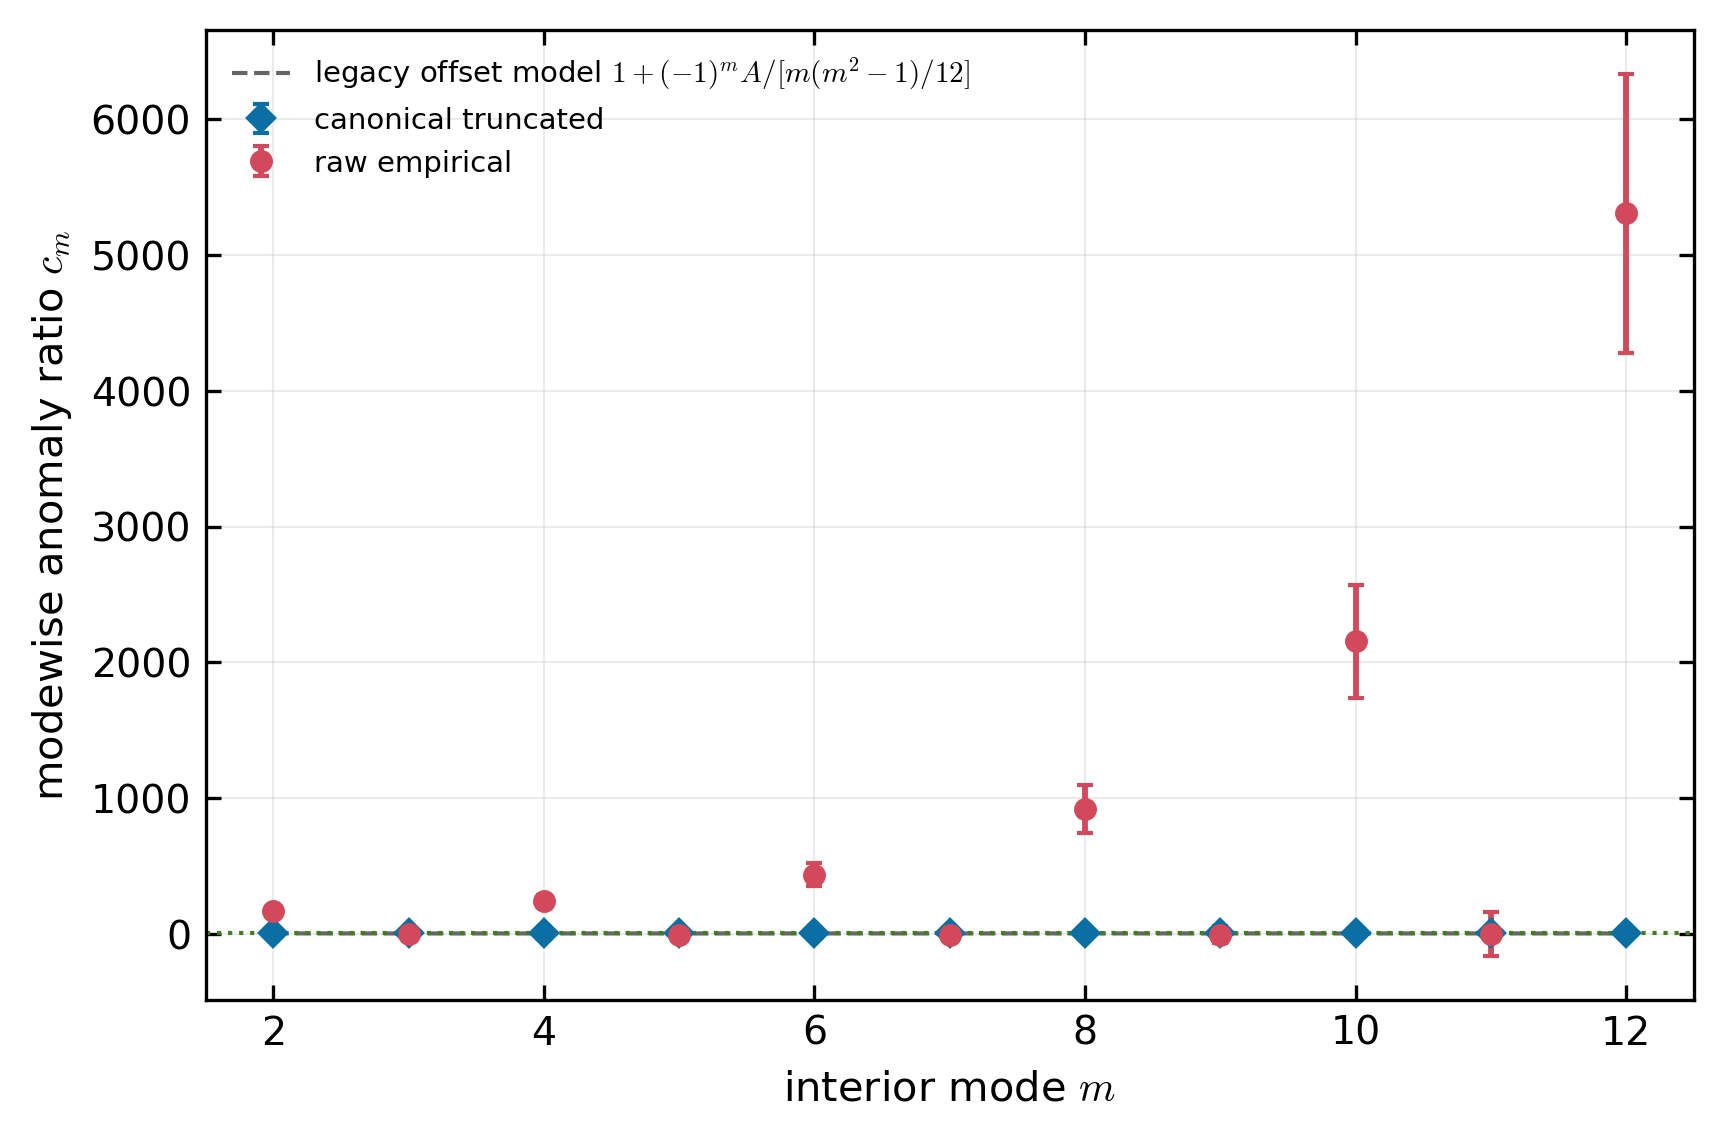 legacy offset model 1 + (−1)^m A/[m(m² − 1)/12]
canonical truncated
raw empirical
modewise anomaly ratio c_m
6000
5000
4000
3000
2000
1000
0
2 4 6 8 10 12
interior mode m